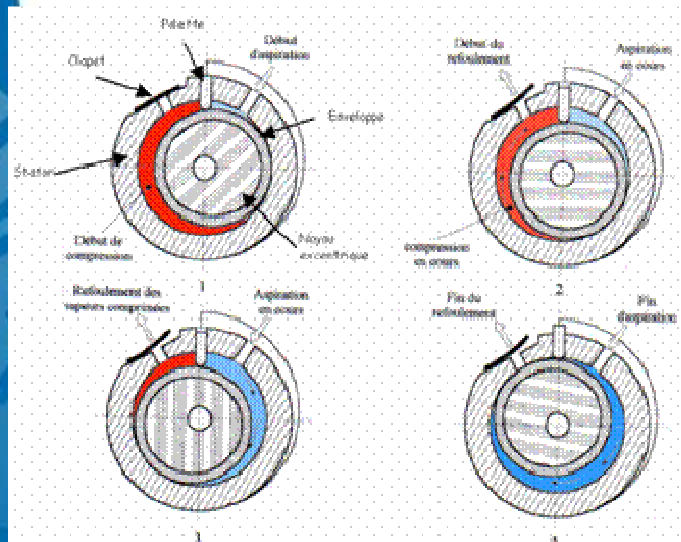 Palette
Clapet
Début
d'aspiration
Enveloppe
Stator
Début de
compression
Noyau
excentrique
1
Début du
refoulement
Aspiration
en cours
compression
en cours
2
Refoulement des
vapeurs comprimées
Aspiration
en cours
3
Fin du
refoulement
Fin
d'aspiration